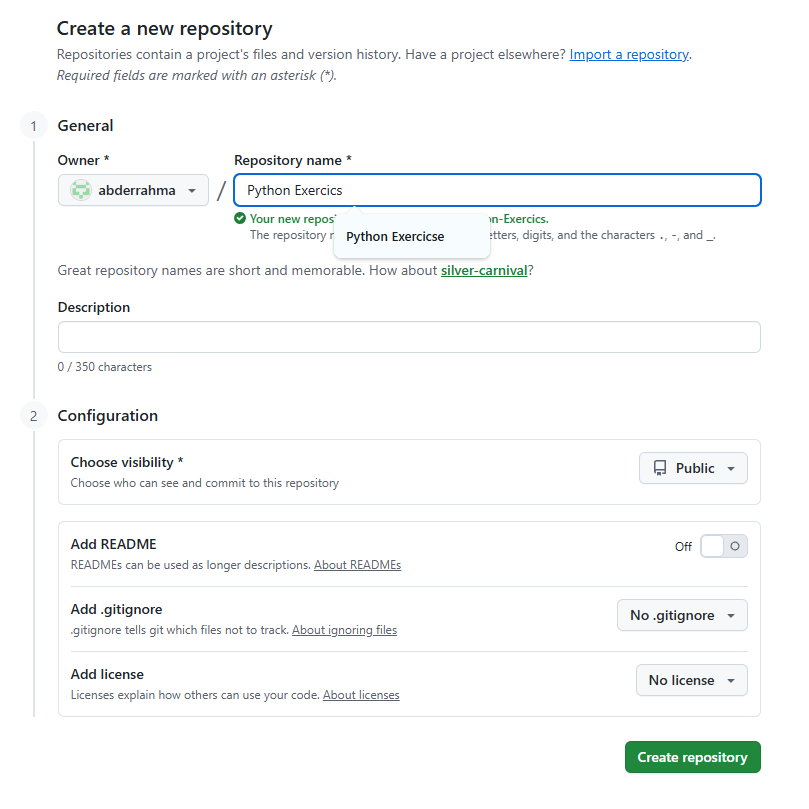 Create a new repository
Repositories contain a project's files and version history. Have a project elsewhere? Import a repository.
Required fields are marked with an asterisk (*).
1 General
Owner * Repository name *
abderrahma / Python Exercics
Your new reposi n-Exercics.
The repository etters, digits, and the characters ., -, and _.
Python Exercicse
Great repository names are short and memorable. How about silver-carnival?
Description
0 / 350 characters
2 Configuration
Choose visibility *
Choose who can see and commit to this repository
Public
Add README
READMEs can be used as longer descriptions. About READMEs
Off
Add .gitignore
.gitignore tells git which files not to track. About ignoring files
No .gitignore
Add license
Licenses explain how others can use your code. About licenses
No license
Create repository